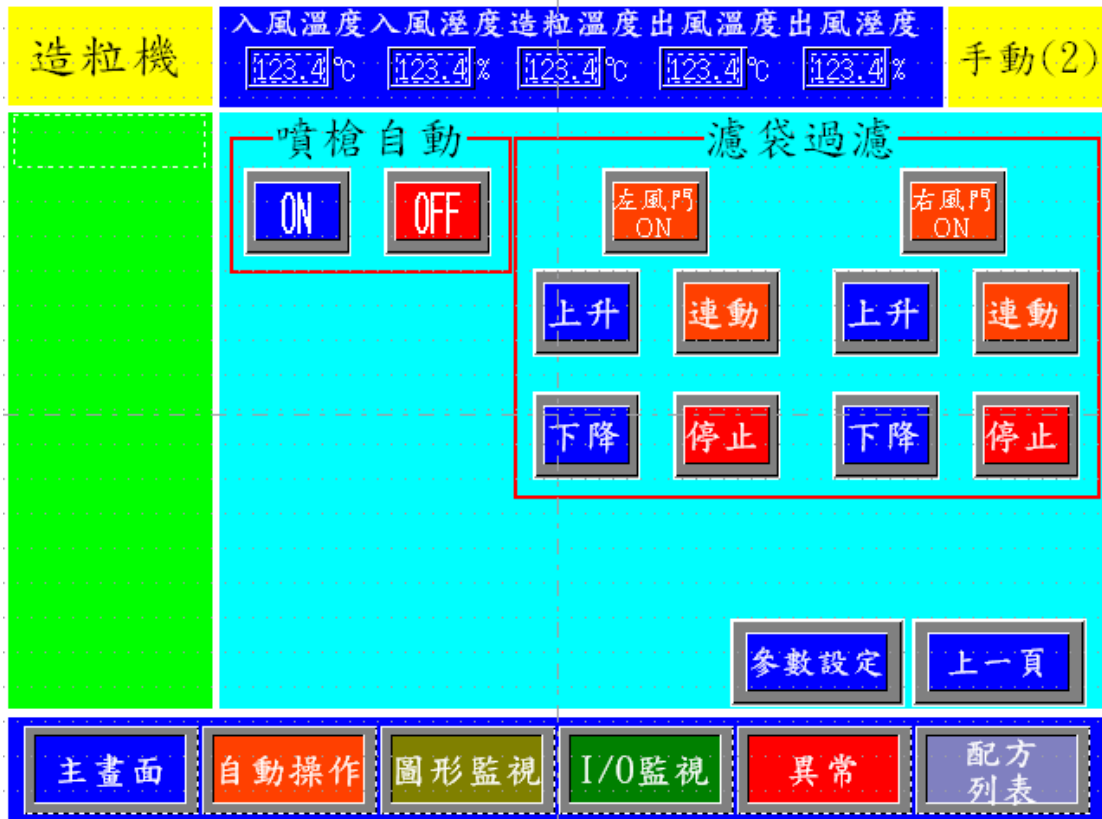 造粒機
入風溫度 入風溼度 造粒溫度 出風溫度 出風溼度
123.4 ℃ 123.4 % 123.4 ℃ 123.4 ℃ 123.4 %
手動(2)
噴槍自動
ON OFF
濾袋過濾
左風門
ON
右風門
ON
上升 連動 上升 連動
下降 停止 下降 停止
參數設定 上一頁
主畫面 自動操作 圖形監視 I/O監視 異常 配方
列表